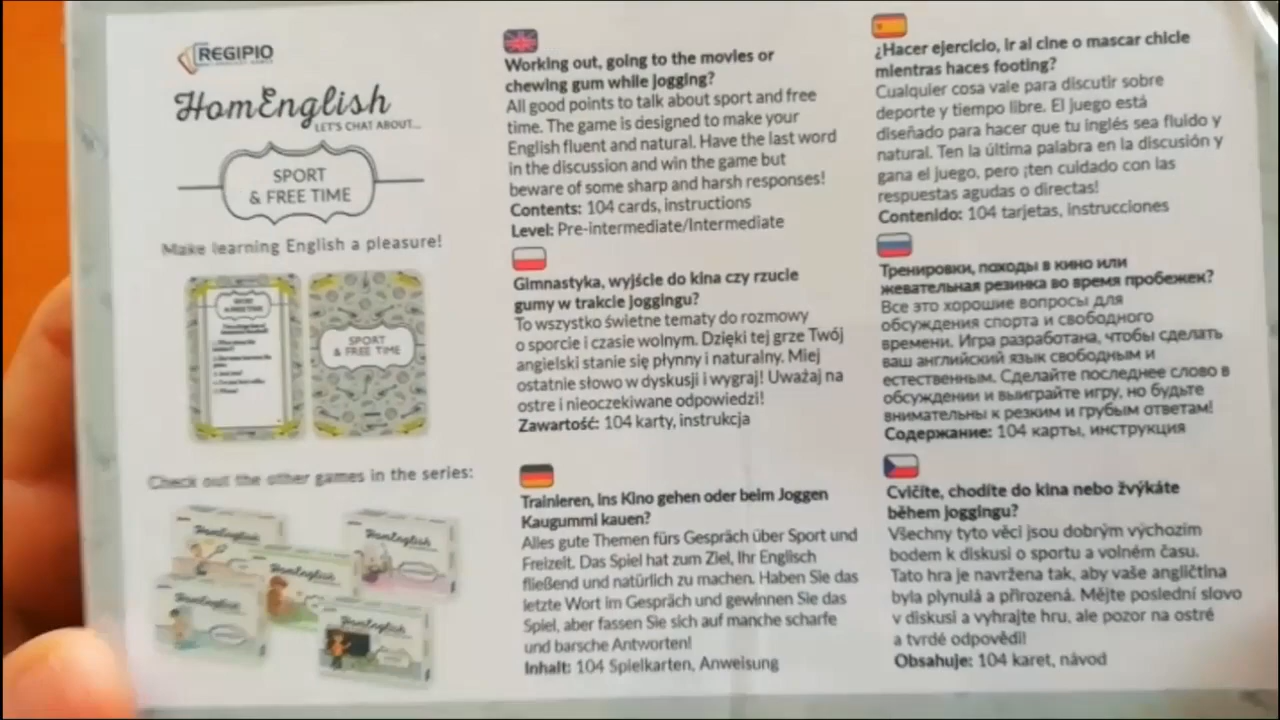 REGIPIO
HomEnglish
LET'S CHAT ABOUT...
SPORT
& FREE TIME
Make learning English a pleasure!
SPORT
& FREE TIME
SPORT
& FREE TIME
Check out the other games in the series:
HomEnglish
HomEnglish
HomEnglish
HomEnglish
HomEnglish
Working out, going to the movies or
chewing gum while jogging?
All good points to talk about sport and free
time. The game is designed to make your
English fluent and natural. Have the last word
in the discussion and win the game but
beware of some sharp and harsh responses!
Contents: 104 cards, instructions
Level: Pre-intermediate/Intermediate
Gimnastyka, wyjście do kina czy rzucie
gumy w trakcie joggingu?
To wszystko świetne tematy do rozmowy
o sporcie i czasie wolnym. Dzięki tej grze Twój
angielski stanie się płynny i naturalny. Miej
ostatnie słowo w dyskusji i wygraj! Uważaj na
ostre i nieoczekiwane odpowiedzi!
Zawartość: 104 karty, instrukcja
Trainieren, ins Kino gehen oder beim Joggen
Kaugummi kauen?
Alles gute Themen fürs Gespräch über Sport und
Freizeit. Das Spiel hat zum Ziel, Ihr Englisch
fließend und natürlich zu machen. Haben Sie das
letzte Wort im Gespräch und gewinnen Sie das
Spiel, aber fassen Sie sich auf manche scharfe
und barsche Antworten!
Inhalt: 104 Spielkarten, Anweisung
¿Hacer ejercicio, ir al cine o mascar chicle
mientras haces footing?
Cualquier cosa vale para discutir sobre
deporte y tiempo libre. El juego está
diseñado para hacer que tu inglés sea fluido y
natural. Ten la última palabra en la discusión y
gana el juego, pero ¡ten cuidado con las
respuestas agudas o directas!
Contenido: 104 tarjetas, instrucciones
Тренировки, походы в кино или
жевательная резинка во время пробежек?
Все это хорошие вопросы для
обсуждения спорта и свободного
времени. Игра разработана, чтобы сделать
ваш английский язык свободным и
естественным. Сделайте последнее слово в
обсуждении и выиграйте игру, но будьте
внимательны к резким и грубым ответам!
Содержание: 104 карты, инструкция
Cvičíte, chodíte do kina nebo žvýkáte
během joggingu?
Všechny tyto věci jsou dobrým výchozím
bodem k diskusi o sportu a volném času.
Tato hra je navržena tak, aby vaše angličtina
byla plynulá a přirozená. Mějte poslední slovo
v diskusi a vyhrajte hru, ale pozor na ostré
a tvrdé odpovědi!
Obsahuje: 104 karet, návod